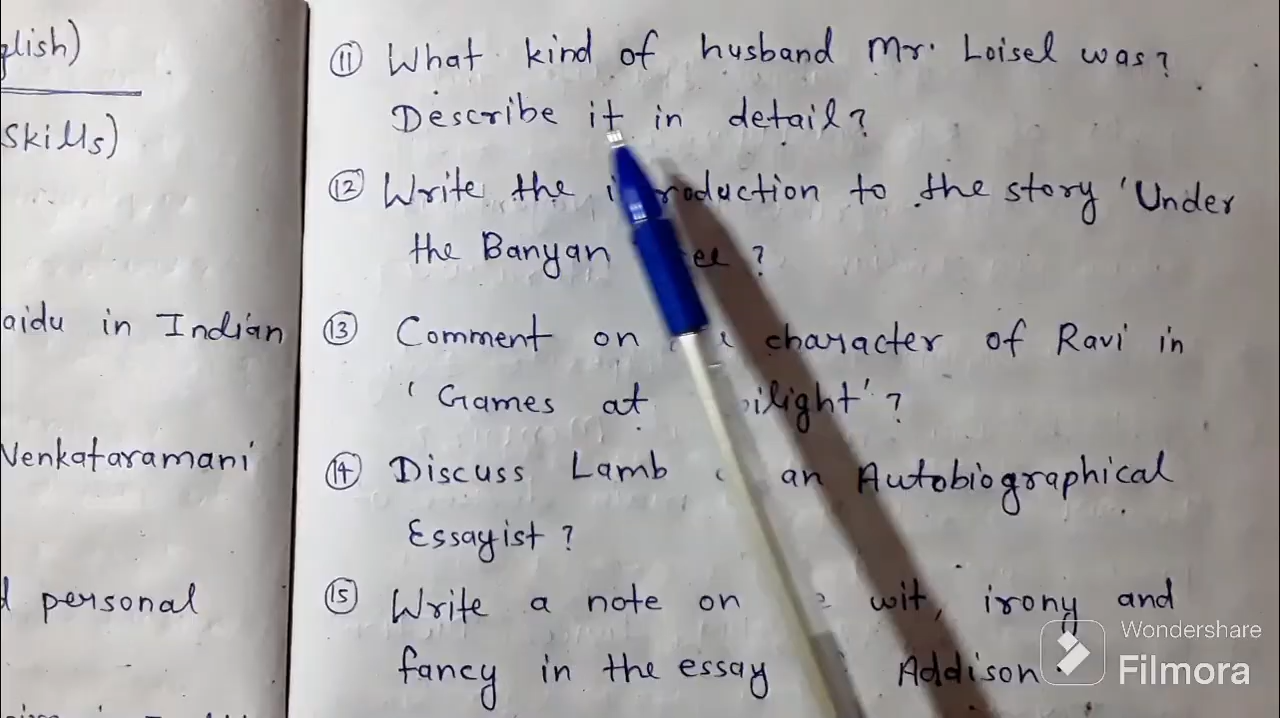 glish)
Skills)
aidu in Indian
Venkataramani
personal
⑪ What kind of husband Mr. Loisel was?
Describe it in detail?
⑫ Write the introduction to the story 'Under
the Banyan Tree?
⑬ Comment on character of Ravi in
'Games at Twilight'?
⑭ Discuss Lamb an Autobiographical
Essayist?
⑮ Write a note on wit, irony and
fancy in the essay Addison.
Wondershare
Filmora